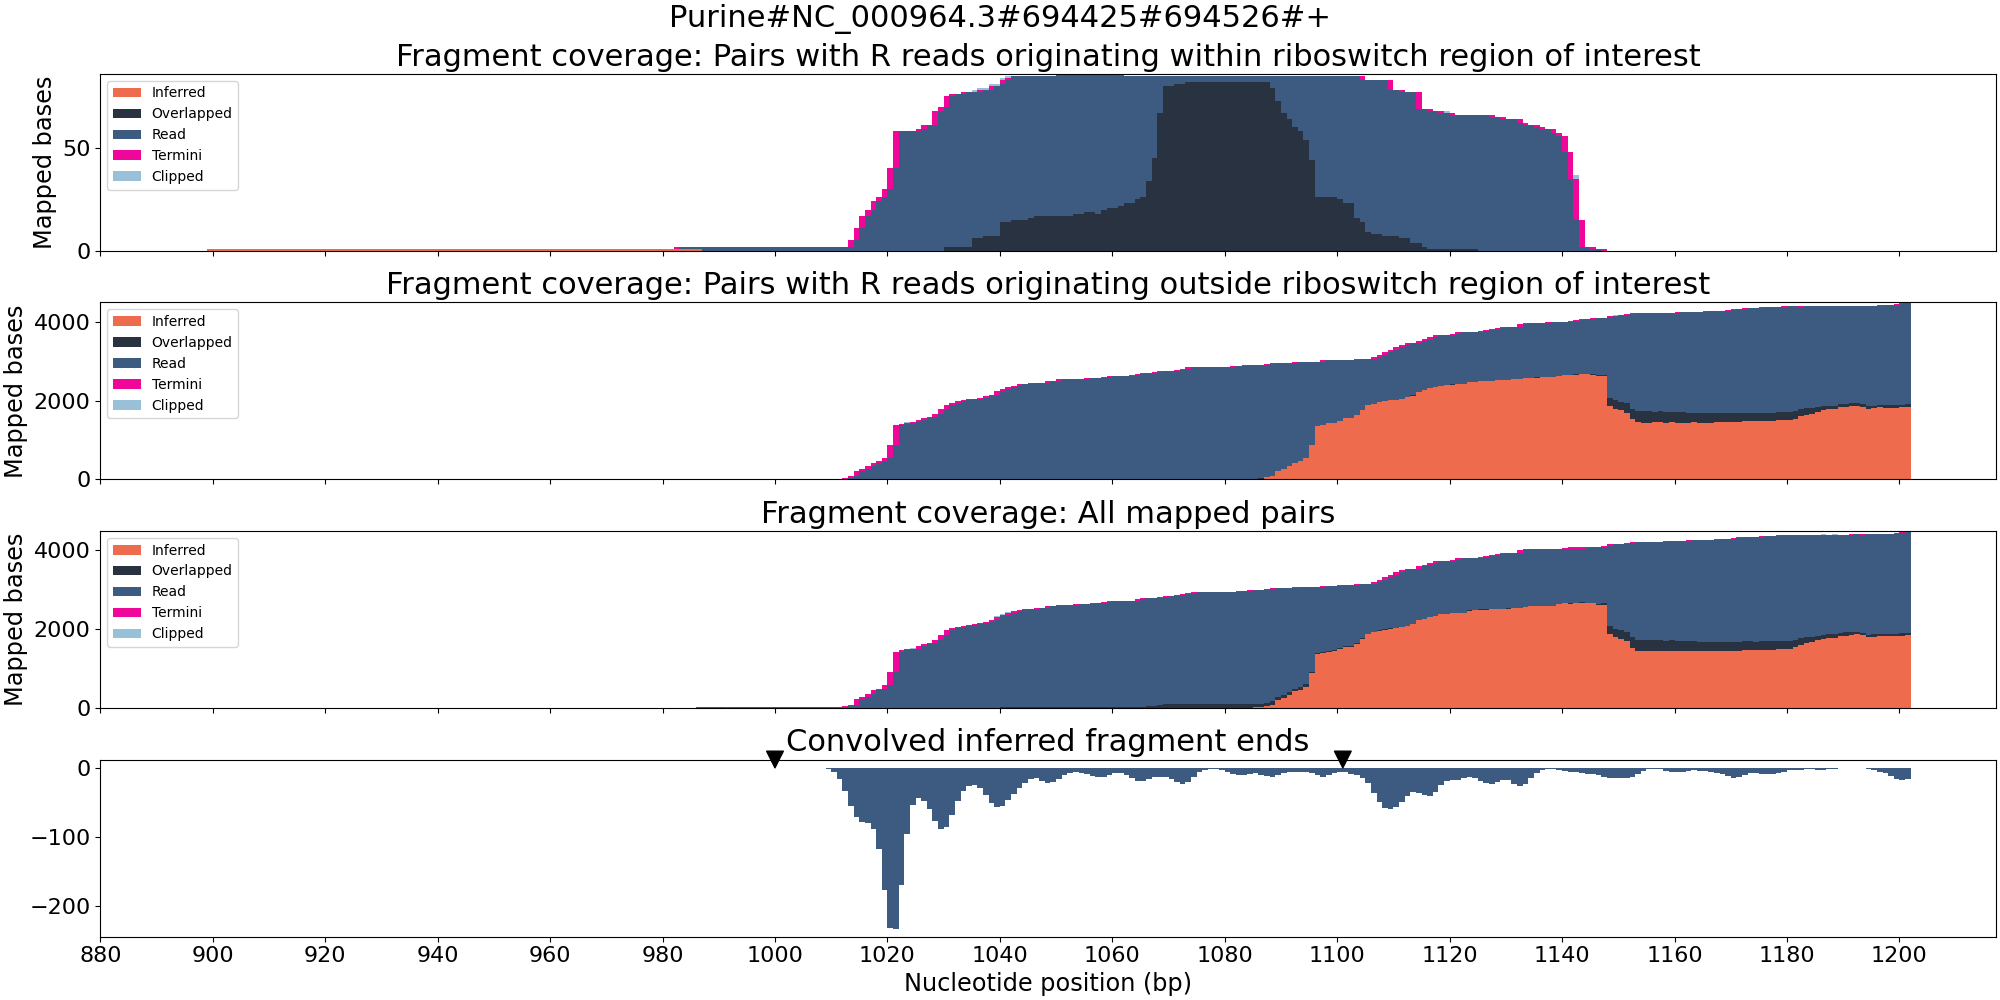 Purine#NC_000964.3#694425#694526#+
Fragment coverage: Pairs with R reads originating within riboswitch region of interest
Mapped bases
50
0
Inferred
Overlapped
Read
Termini
Clipped
Fragment coverage: Pairs with R reads originating outside riboswitch region of interest
Mapped bases
4000
2000
0
Inferred
Overlapped
Read
Termini
Clipped
Fragment coverage: All mapped pairs
Mapped bases
4000
2000
0
Inferred
Overlapped
Read
Termini
Clipped
Convolved inferred fragment ends
0
−100
−200
880 900 920 940 960 980 1000 1020 1040 1060 1080 1100 1120 1140 1160 1180 1200
Nucleotide position (bp)